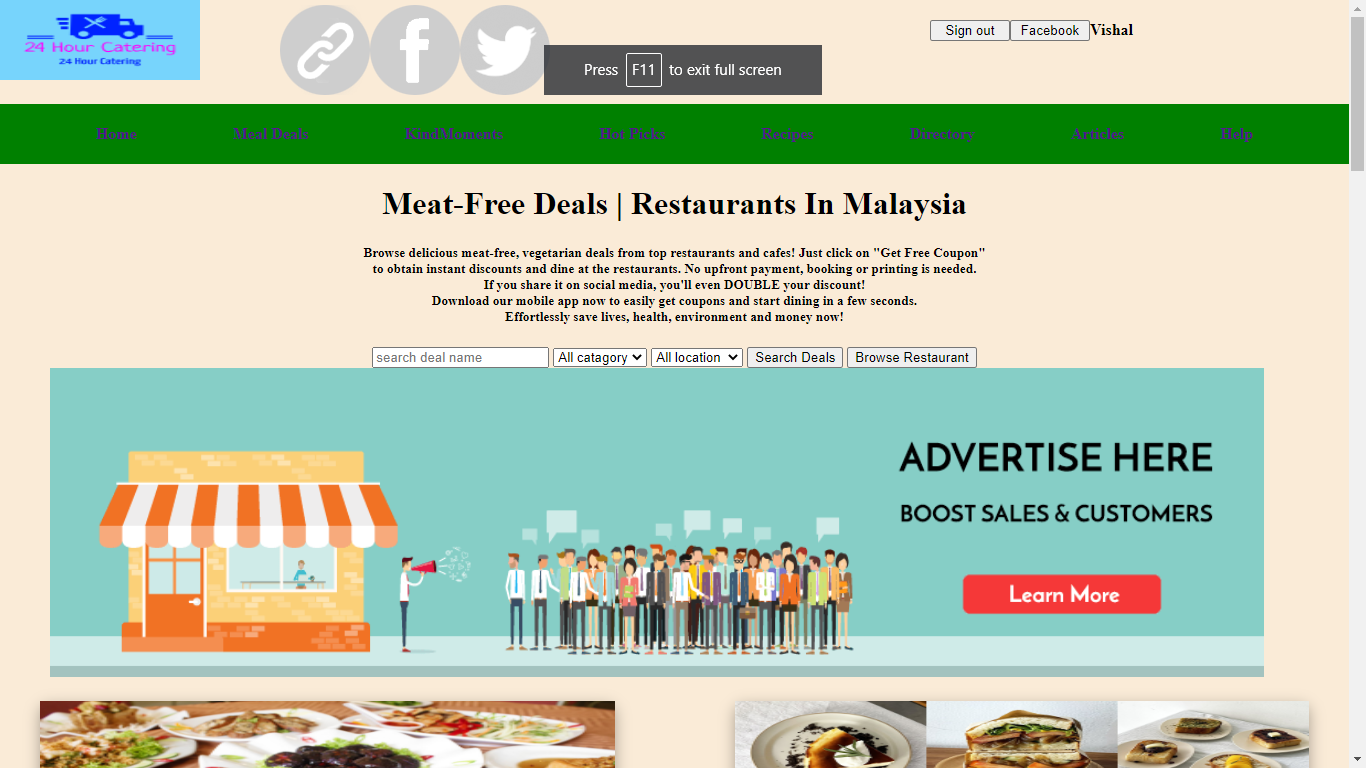 24 Hour Catering
24 Hour Catering
Sign out Facebook Vishal
Press F11 to exit full screen
Home Meal Deals KindMoments Hot Picks Recipes Directory Articles Help
Meat-Free Deals | Restaurants In Malaysia
Browse delicious meat-free, vegetarian deals from top restaurants and cafes! Just click on "Get Free Coupon"
to obtain instant discounts and dine at the restaurants. No upfront payment, booking or printing is needed.
If you share it on social media, you'll even DOUBLE your discount!
Download our mobile app now to easily get coupons and start dining in a few seconds.
Effortlessly save lives, health, environment and money now!
search deal name All catagory All location Search Deals Browse Restaurant
ADVERTISE HERE
BOOST SALES & CUSTOMERS
Learn More